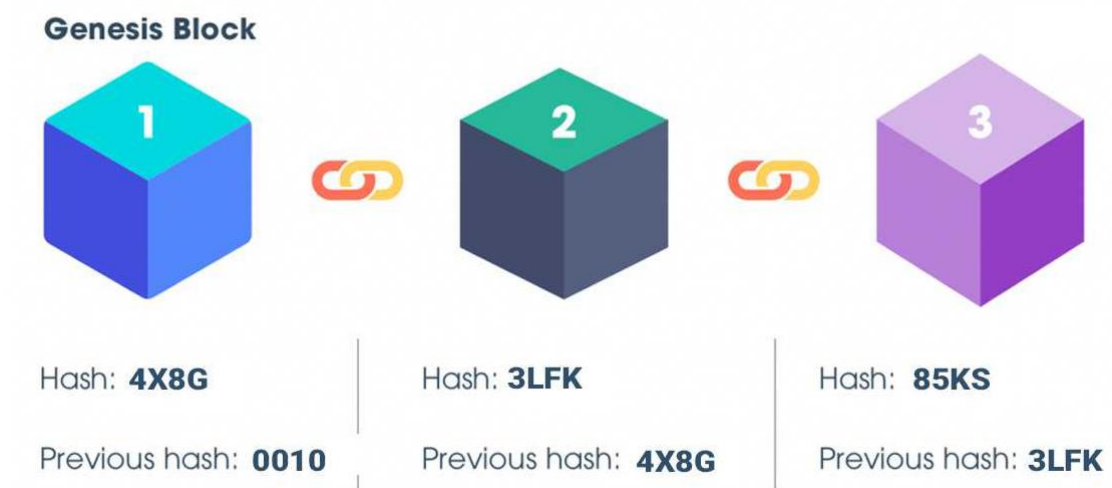 Genesis Block
1
2
3
Hash: 4X8G
Previous hash: 0010
Hash: 3LFK
Previous hash: 4X8G
Hash: 85KS
Previous hash: 3LFK